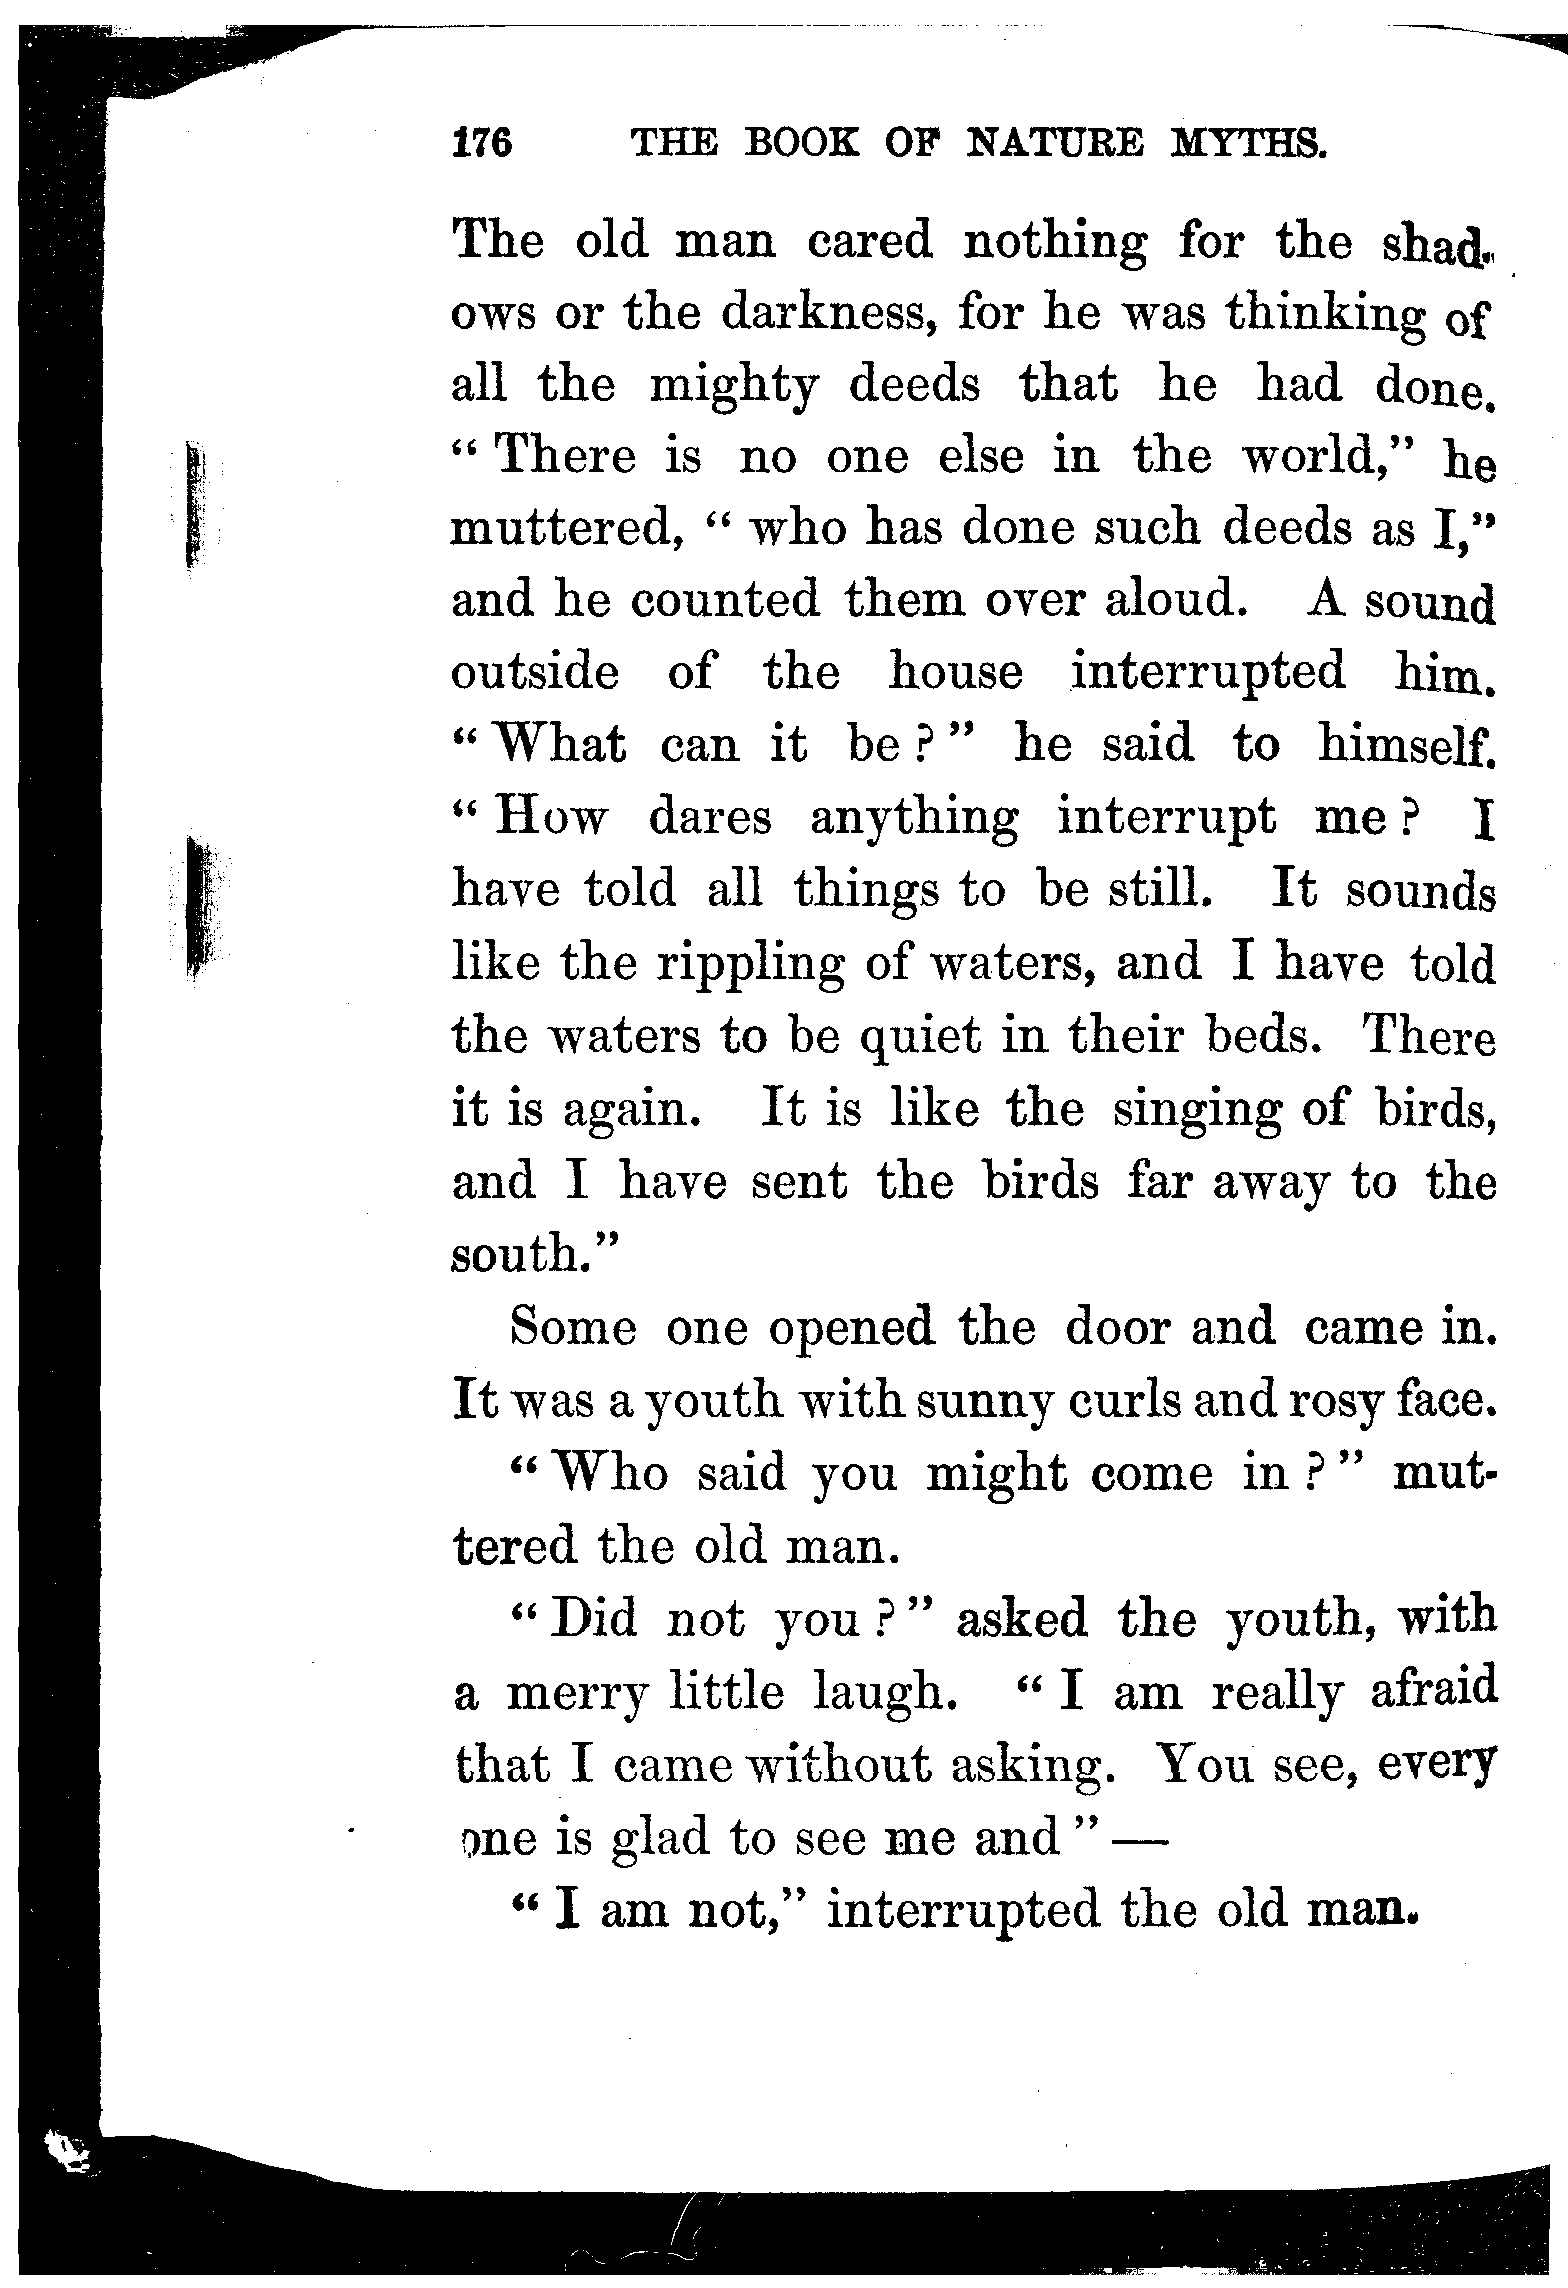 176 THE BOOK OF NATURE MYTHS.
The old man cared nothing for the shad-
ows or the darkness, for he was thinking of
all the mighty deeds that he had done.
“ There is no one else in the world,” he
muttered, “ who has done such deeds as I,”
and he counted them over aloud. A sound
outside of the house interrupted him.
“ What can it be ? ” he said to himself.
“ How dares anything interrupt me ? I
have told all things to be still. It sounds
like the rippling of waters, and I have told
the waters to be quiet in their beds. There
it is again. It is like the singing of birds,
and I have sent the birds far away to the
south.”
Some one opened the door and came in.
It was a youth with sunny curls and rosy face.
“ Who said you might come in ? ” mut-
tered the old man.
“ Did not you ? ” asked the youth, with
a merry little laugh. “ I am really afraid
that I came without asking. You see, every
one is glad to see me and ” —
“ I am not,” interrupted the old man.